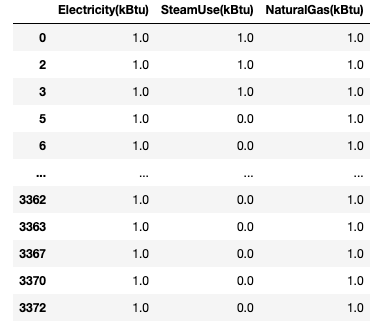 Electricity(kBtu) SteamUse(kBtu) NaturalGas(kBtu)
0 1.0 1.0 1.0
2 1.0 1.0 1.0
3 1.0 1.0 1.0
5 1.0 0.0 1.0
6 1.0 0.0 1.0
... ... ... ...
3362 1.0 0.0 1.0
3363 1.0 0.0 1.0
3367 1.0 0.0 1.0
3370 1.0 0.0 1.0
3372 1.0 0.0 1.0